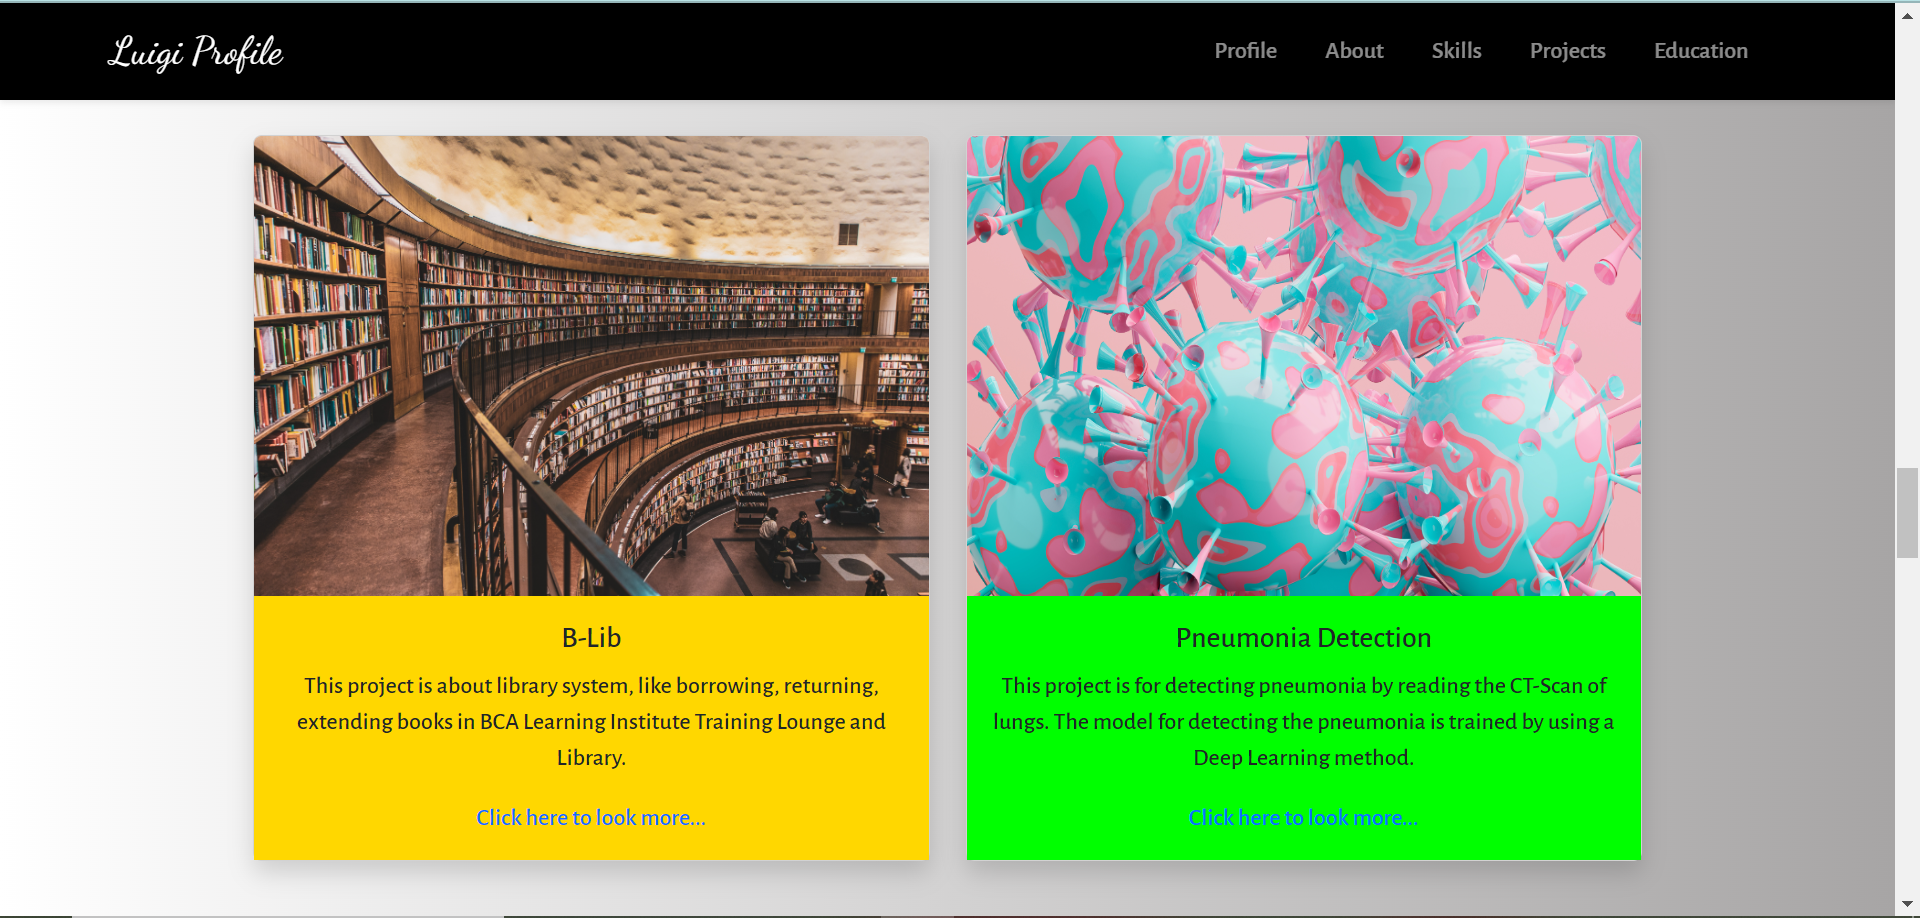 Luigi Profile
Profile About Skills Projects Education
B-Lib
This project is about library system, like borrowing, returning,
extending books in BCA Learning Institute Training Lounge and
Library.
Click here to look more...
Pneumonia Detection
This project is for detecting pneumonia by reading the CT-Scan of
lungs. The model for detecting the pneumonia is trained by using a
Deep Learning method.
Click here to look more...